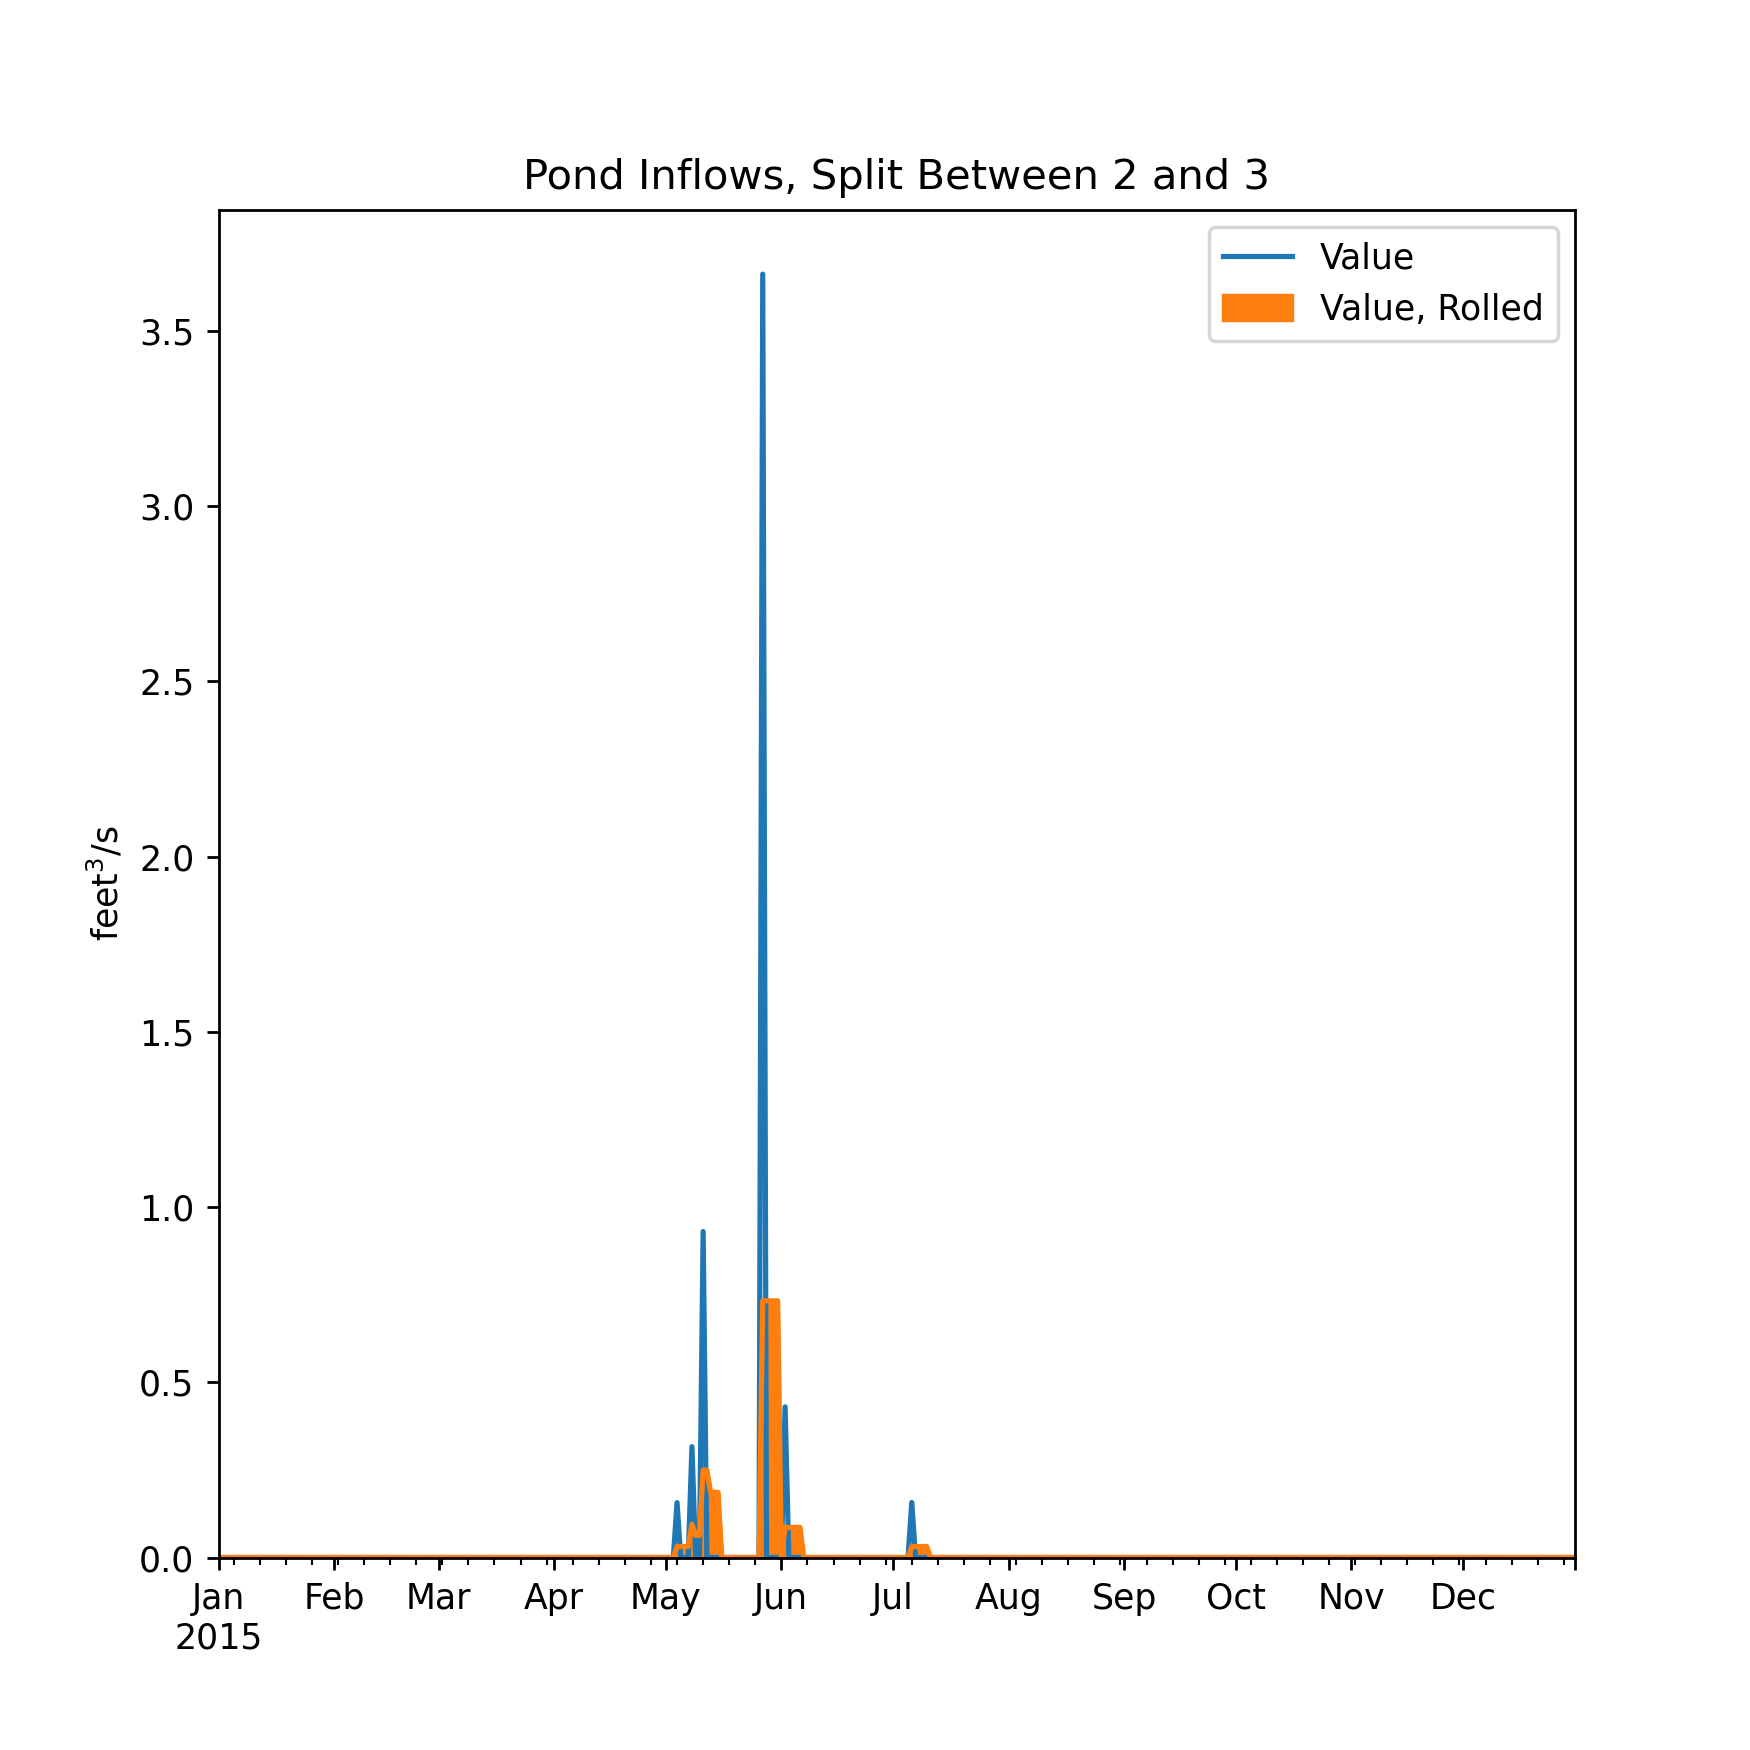 Pond Inflows, Split Between 2 and 3
Value
Value, Rolled
feet³/s
3.5
3.0
2.5
2.0
1.5
1.0
0.5
0.0
Jan Feb Mar Apr May Jun Jul Aug Sep Oct Nov Dec
2015